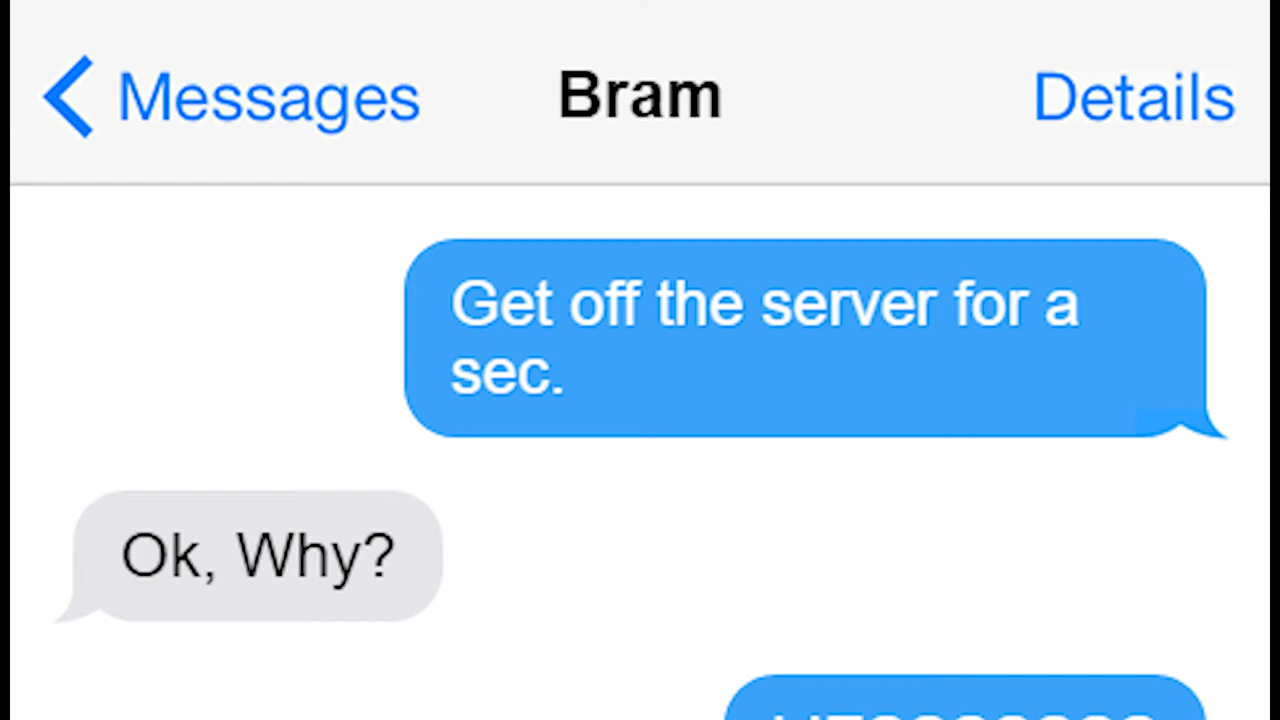 Messages Bram Details
Get off the server for a
sec.
Ok, Why?